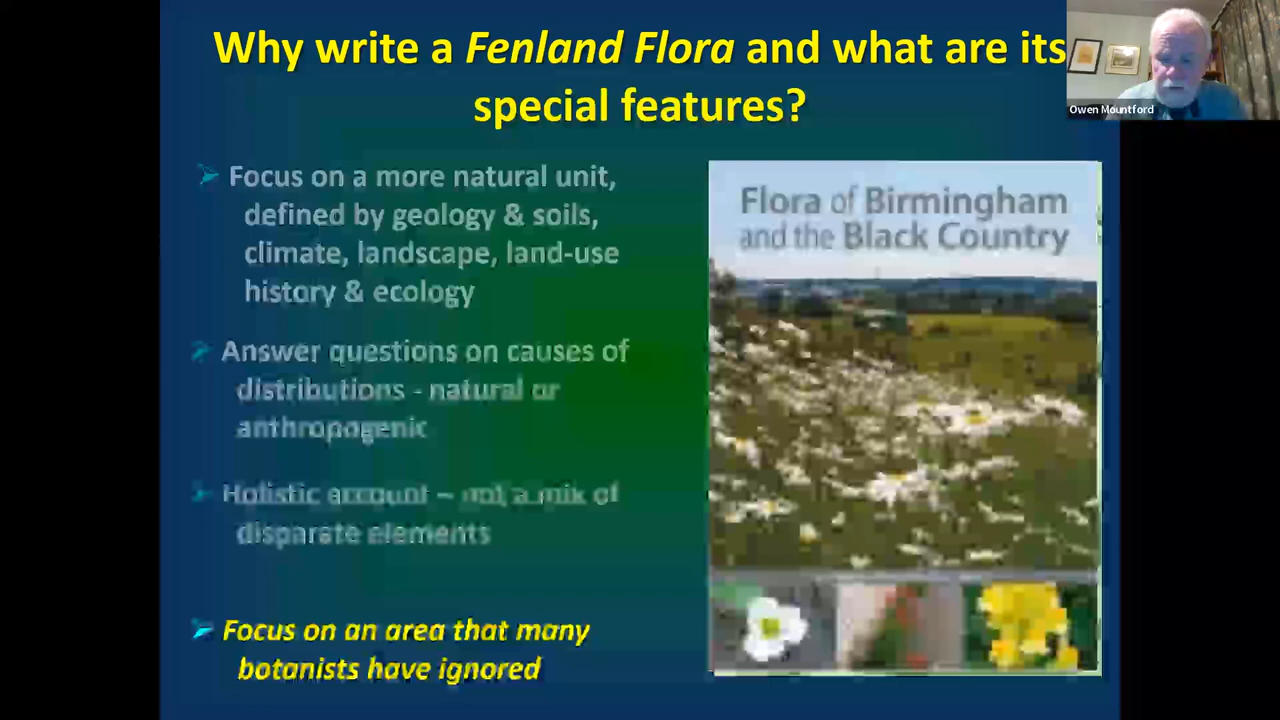 Why write a Fenland Flora and what are its
special features?
Owen Mountford
➢ Focus on a more natural unit,
defined by geology & soils,
climate, landscape, land-use
history & ecology
➢ Answer questions on causes of
distributions - natural or
anthropogenic
➢ Holistic account – not a mix of
disparate elements
➢ Focus on an area that many
botanists have ignored
Flora of Birmingham
and the Black Country